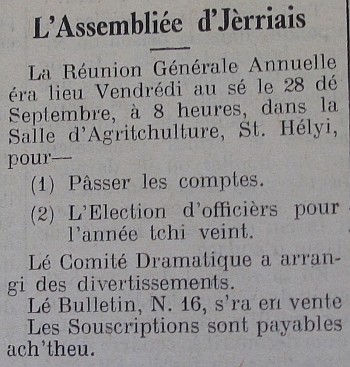 L'Assembliée d'Jèrriais
La Réunion Générale Annuelle
éra lieu Vendrédi au sé le 28 dé
Septembre, à 8 heures, dans la
Salle d'Agritchulture, St. Hélyi,
pour—
(1) Pâsser les comptes.
(2) L'Election d'officièrs pour
l'année tchi veint.
Lé Comité Dramatique a arran-
gi des divertissements.
Lé Bulletin, N. 16, s'ra en vente
Les Souscriptions sont payables
ach'theu.